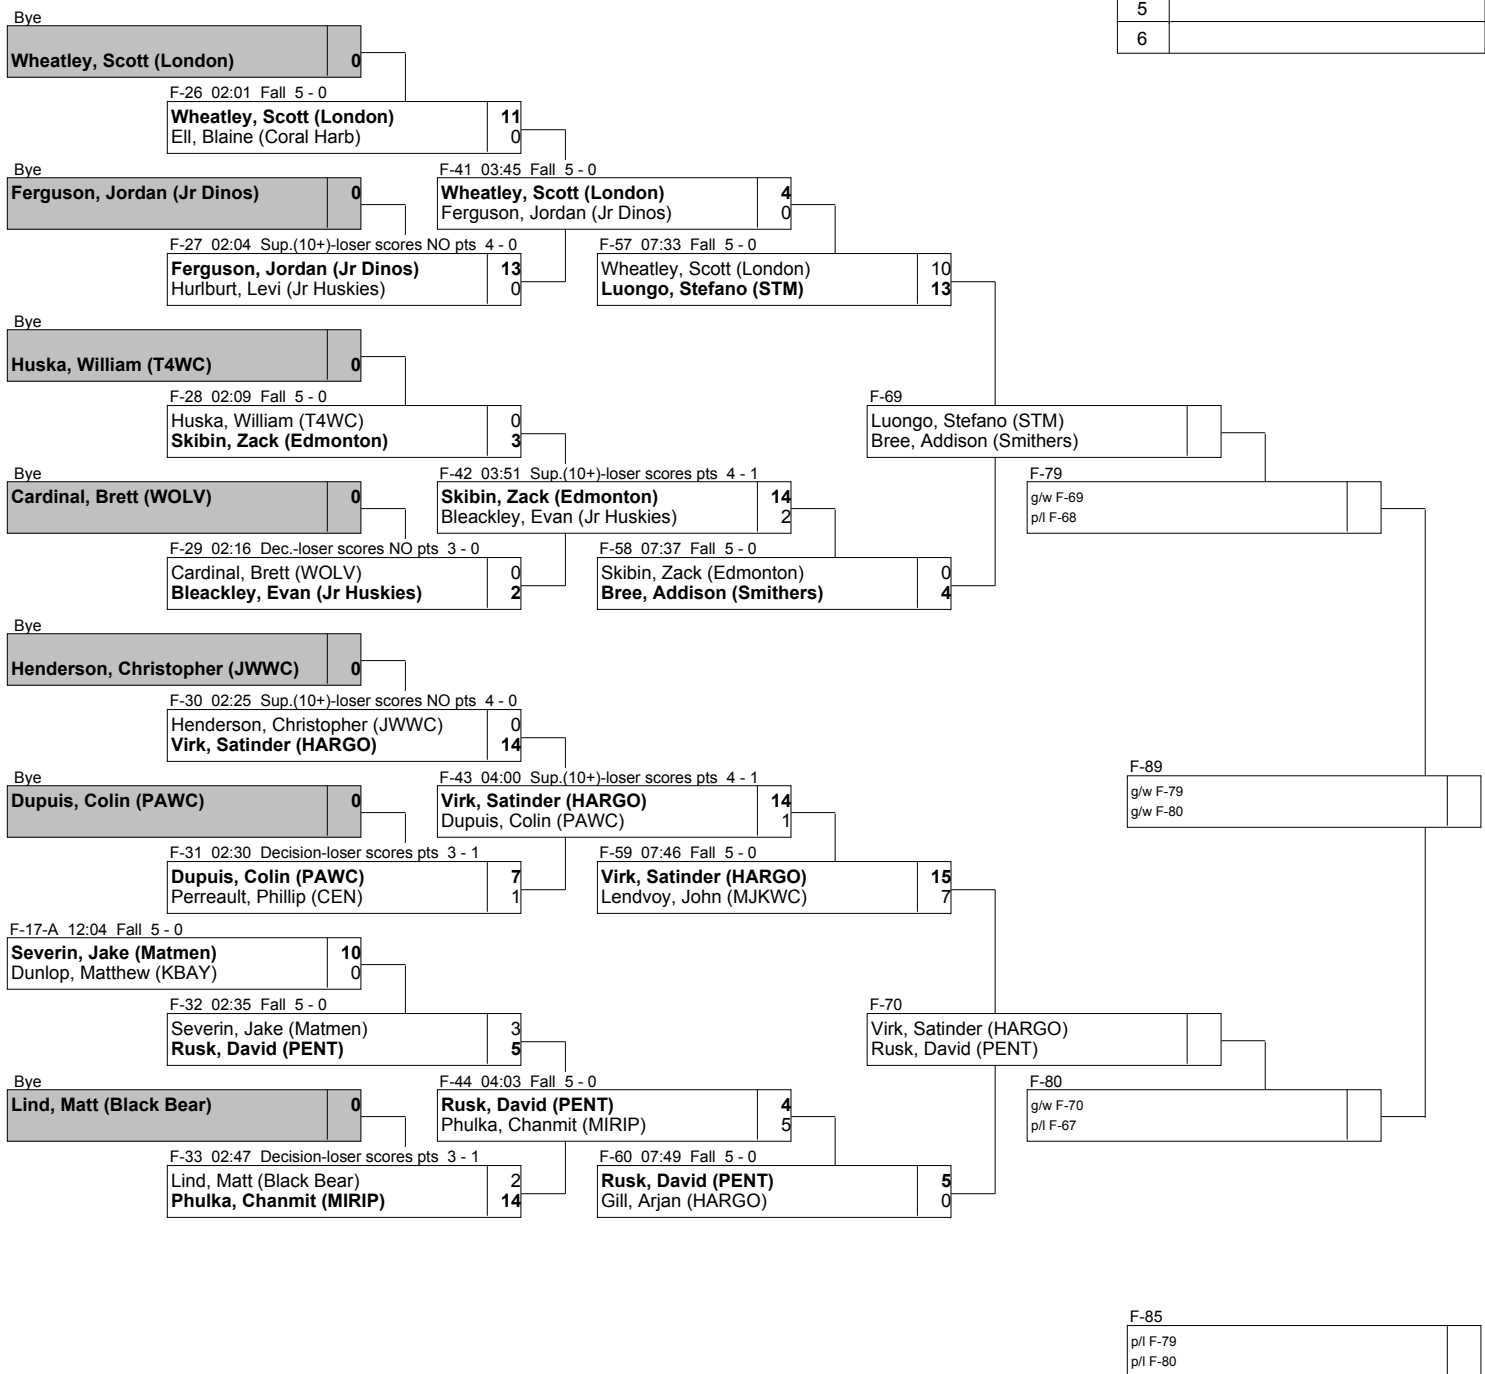 5
6
Bye
Wheatley, Scott (London) 0
F-26 02:01 Fall 5 - 0
Wheatley, Scott (London) 11
Ell, Blaine (Coral Harb) 0
Bye
Ferguson, Jordan (Jr Dinos) 0
F-41 03:45 Fall 5 - 0
Wheatley, Scott (London) 4
Ferguson, Jordan (Jr Dinos) 0
F-27 02:04 Sup.(10+)-loser scores NO pts 4 - 0
Ferguson, Jordan (Jr Dinos) 13
Hurlburt, Levi (Jr Huskies) 0
F-57 07:33 Fall 5 - 0
Wheatley, Scott (London) 10
Luongo, Stefano (STM) 13
Bye
Huska, William (T4WC) 0
F-28 02:09 Fall 5 - 0
Huska, William (T4WC) 0
Skibin, Zack (Edmonton) 3
F-69
Luongo, Stefano (STM)
Bree, Addison (Smithers)
Bye
Cardinal, Brett (WOLV) 0
F-42 03:51 Sup.(10+)-loser scores pts 4 - 1
Skibin, Zack (Edmonton) 14
Bleackley, Evan (Jr Huskies) 2
F-79
g/w F-69
p/l F-68
F-29 02:16 Dec.-loser scores NO pts 3 - 0
Cardinal, Brett (WOLV) 0
Bleackley, Evan (Jr Huskies) 2
F-58 07:37 Fall 5 - 0
Skibin, Zack (Edmonton) 0
Bree, Addison (Smithers) 4
Bye
Henderson, Christopher (JWWC) 0
F-30 02:25 Sup.(10+)-loser scores NO pts 4 - 0
Henderson, Christopher (JWWC) 0
Virk, Satinder (HARGO) 14
F-89
g/w F-79
g/w F-80
Bye
Dupuis, Colin (PAWC) 0
F-43 04:00 Sup.(10+)-loser scores pts 4 - 1
Virk, Satinder (HARGO) 14
Dupuis, Colin (PAWC) 1
F-31 02:30 Decision-loser scores pts 3 - 1
Dupuis, Colin (PAWC) 7
Perreault, Phillip (CEN) 1
F-59 07:46 Fall 5 - 0
Virk, Satinder (HARGO) 15
Lendvoy, John (MJKWC) 7
F-17-A 12:04 Fall 5 - 0
Severin, Jake (Matmen) 10
Dunlop, Matthew (KBAY) 0
F-32 02:35 Fall 5 - 0
Severin, Jake (Matmen) 3
Rusk, David (PENT) 5
F-70
Virk, Satinder (HARGO)
Rusk, David (PENT)
Bye
Lind, Matt (Black Bear) 0
F-44 04:03 Fall 5 - 0
Rusk, David (PENT) 4
Phulka, Chanmit (MIRIP) 5
F-80
g/w F-70
p/l F-67
F-33 02:47 Decision-loser scores pts 3 - 1
Lind, Matt (Black Bear) 2
Phulka, Chanmit (MIRIP) 14
F-60 07:49 Fall 5 - 0
Rusk, David (PENT) 5
Gill, Arjan (HARGO) 0
F-85
p/l F-79
p/l F-80